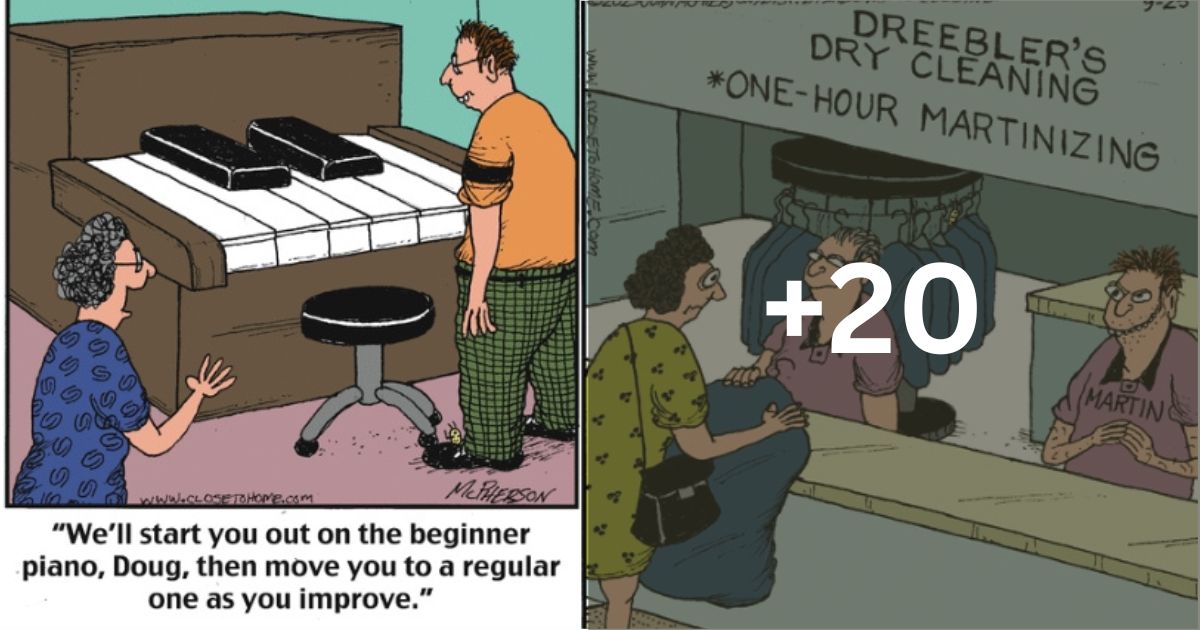 WWW.CLOSETOHOME.COM
McPHERSON
"We'll start you out on the beginner
piano, Doug, then move you to a regular
one as you improve."
9-25
WWW.CLOSETOHOME.COM
DREEBLER'S
DRY CLEANING
*ONE-HOUR MARTINIZING
+20
MARTIN